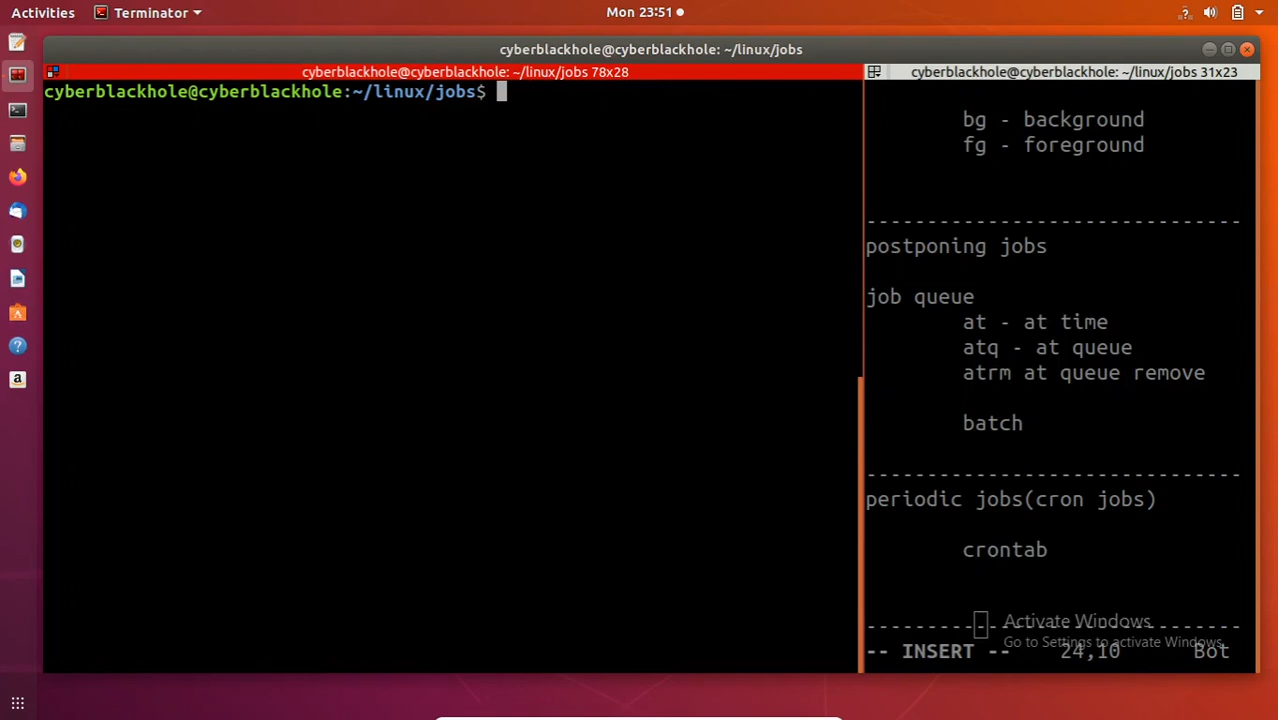 Activities Terminator Mon 23:51
cyberblackhole@cyberblackhole: ~/linux/jobs
cyberblackhole@cyberblackhole: ~/linux/jobs 78x28
cyberblackhole@cyberblackhole:~/linux/jobs$
cyberblackhole@cyberblackhole: ~/linux/jobs 31x23
bg - background
fg - foreground
-------------------------------
postponing jobs
job queue
at - at time
atq - at queue
atrm at queue remove
batch
-------------------------------
periodic jobs(cron jobs)
crontab
-------------------------------
Activate Windows
Go to Settings to activate Windows.
-- INSERT -- 24,10 Bot